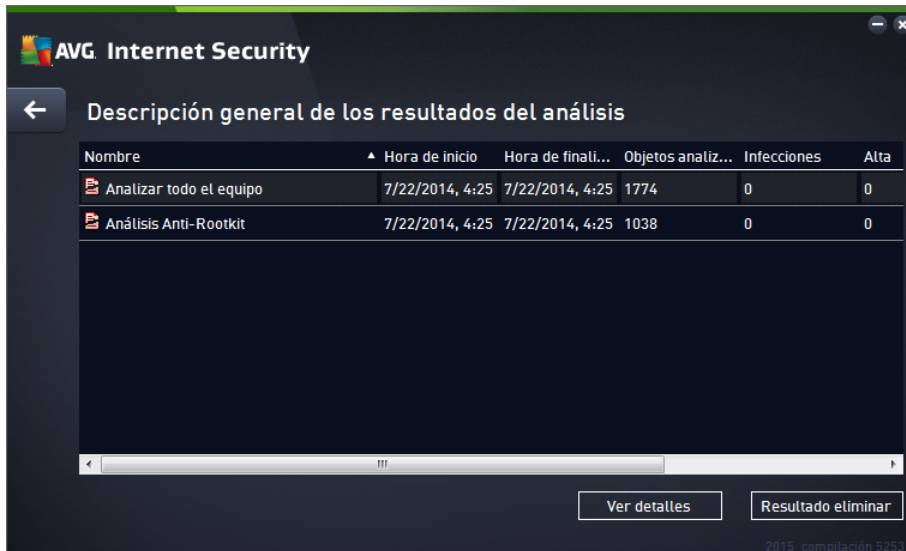 AVG. Internet Security
Descripción general de los resultados del análisis
Nombre Hora de inicio Hora de finali... Objetos analiz... Infecciones Alta
Analizar todo el equipo 7/22/2014, 4:25 7/22/2014, 4:25 1774 0 0
Análisis Anti-Rootkit 7/22/2014, 4:25 7/22/2014, 4:25 1038 0 0
Ver detalles Resultado eliminar
2015 compilación 5253